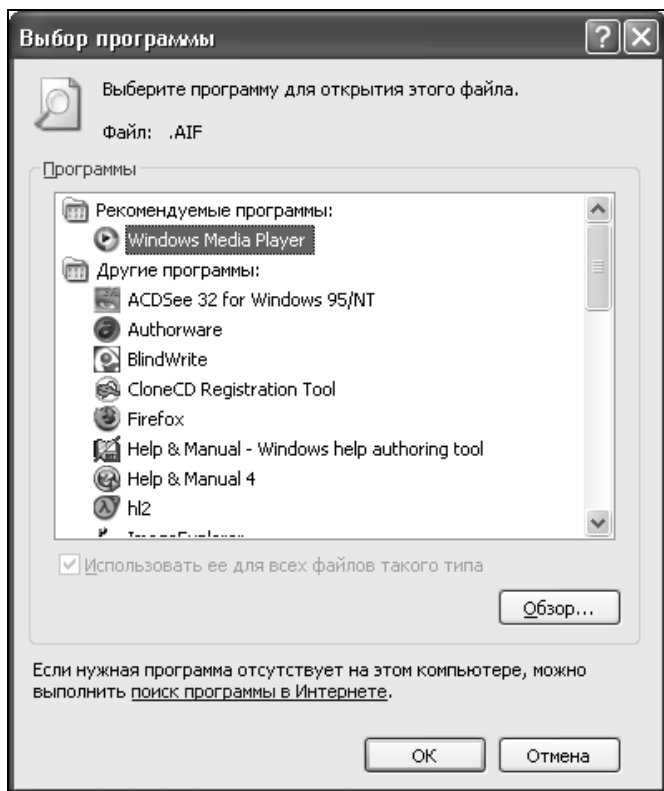 Выбор программы
Выберите программу для открытия этого файла.
Файл: .AIF
Программы
Рекомендуемые программы:
Windows Media Player
Другие программы:
ACDSee 32 for Windows 95/NT
Authorware
BlindWrite
CloneCD Registration Tool
Firefox
Help & Manual - Windows help authoring tool
Help & Manual 4
hl2
Использовать ее для всех файлов такого типа
Обзор...
Если нужная программа отсутствует на этом компьютере, можно
выполнить поиск программы в Интернете.
ОК Отмена